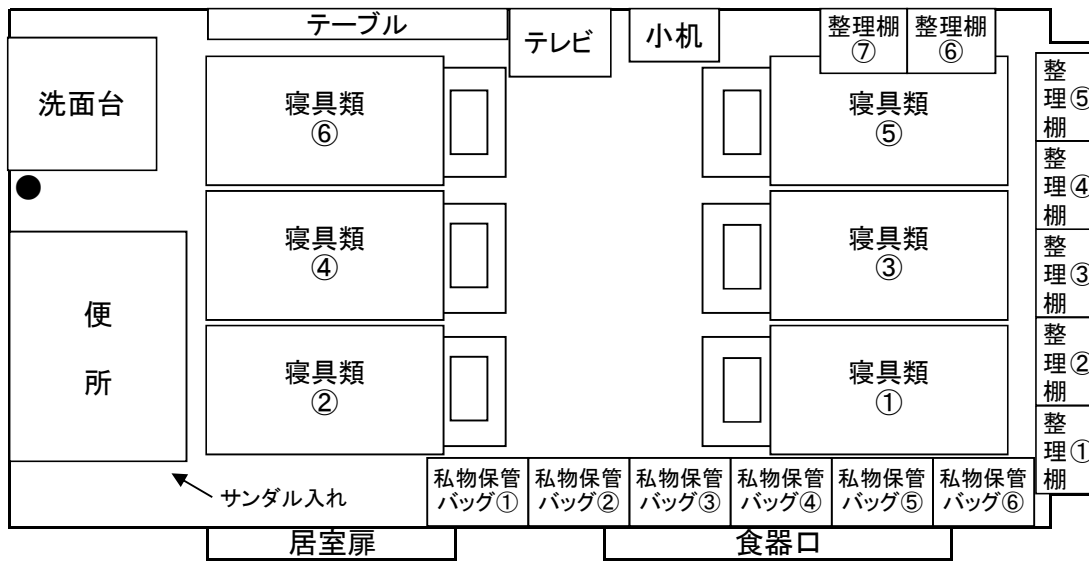 テーブル
テレビ
小机
整理棚
⑦
整理棚
⑥
洗面台
寝具類
⑥
寝具類
⑤
整
理⑤
棚
整
理④
棚
寝具類
④
寝具類
③
整
理③
棚
便
所
整
理②
棚
寝具類
②
寝具類
①
整
理①
棚
サンダル入れ
私物保管
バッグ①
私物保管
バッグ②
私物保管
バッグ③
私物保管
バッグ④
私物保管
バッグ⑤
私物保管
バッグ⑥
居室扉
食器口